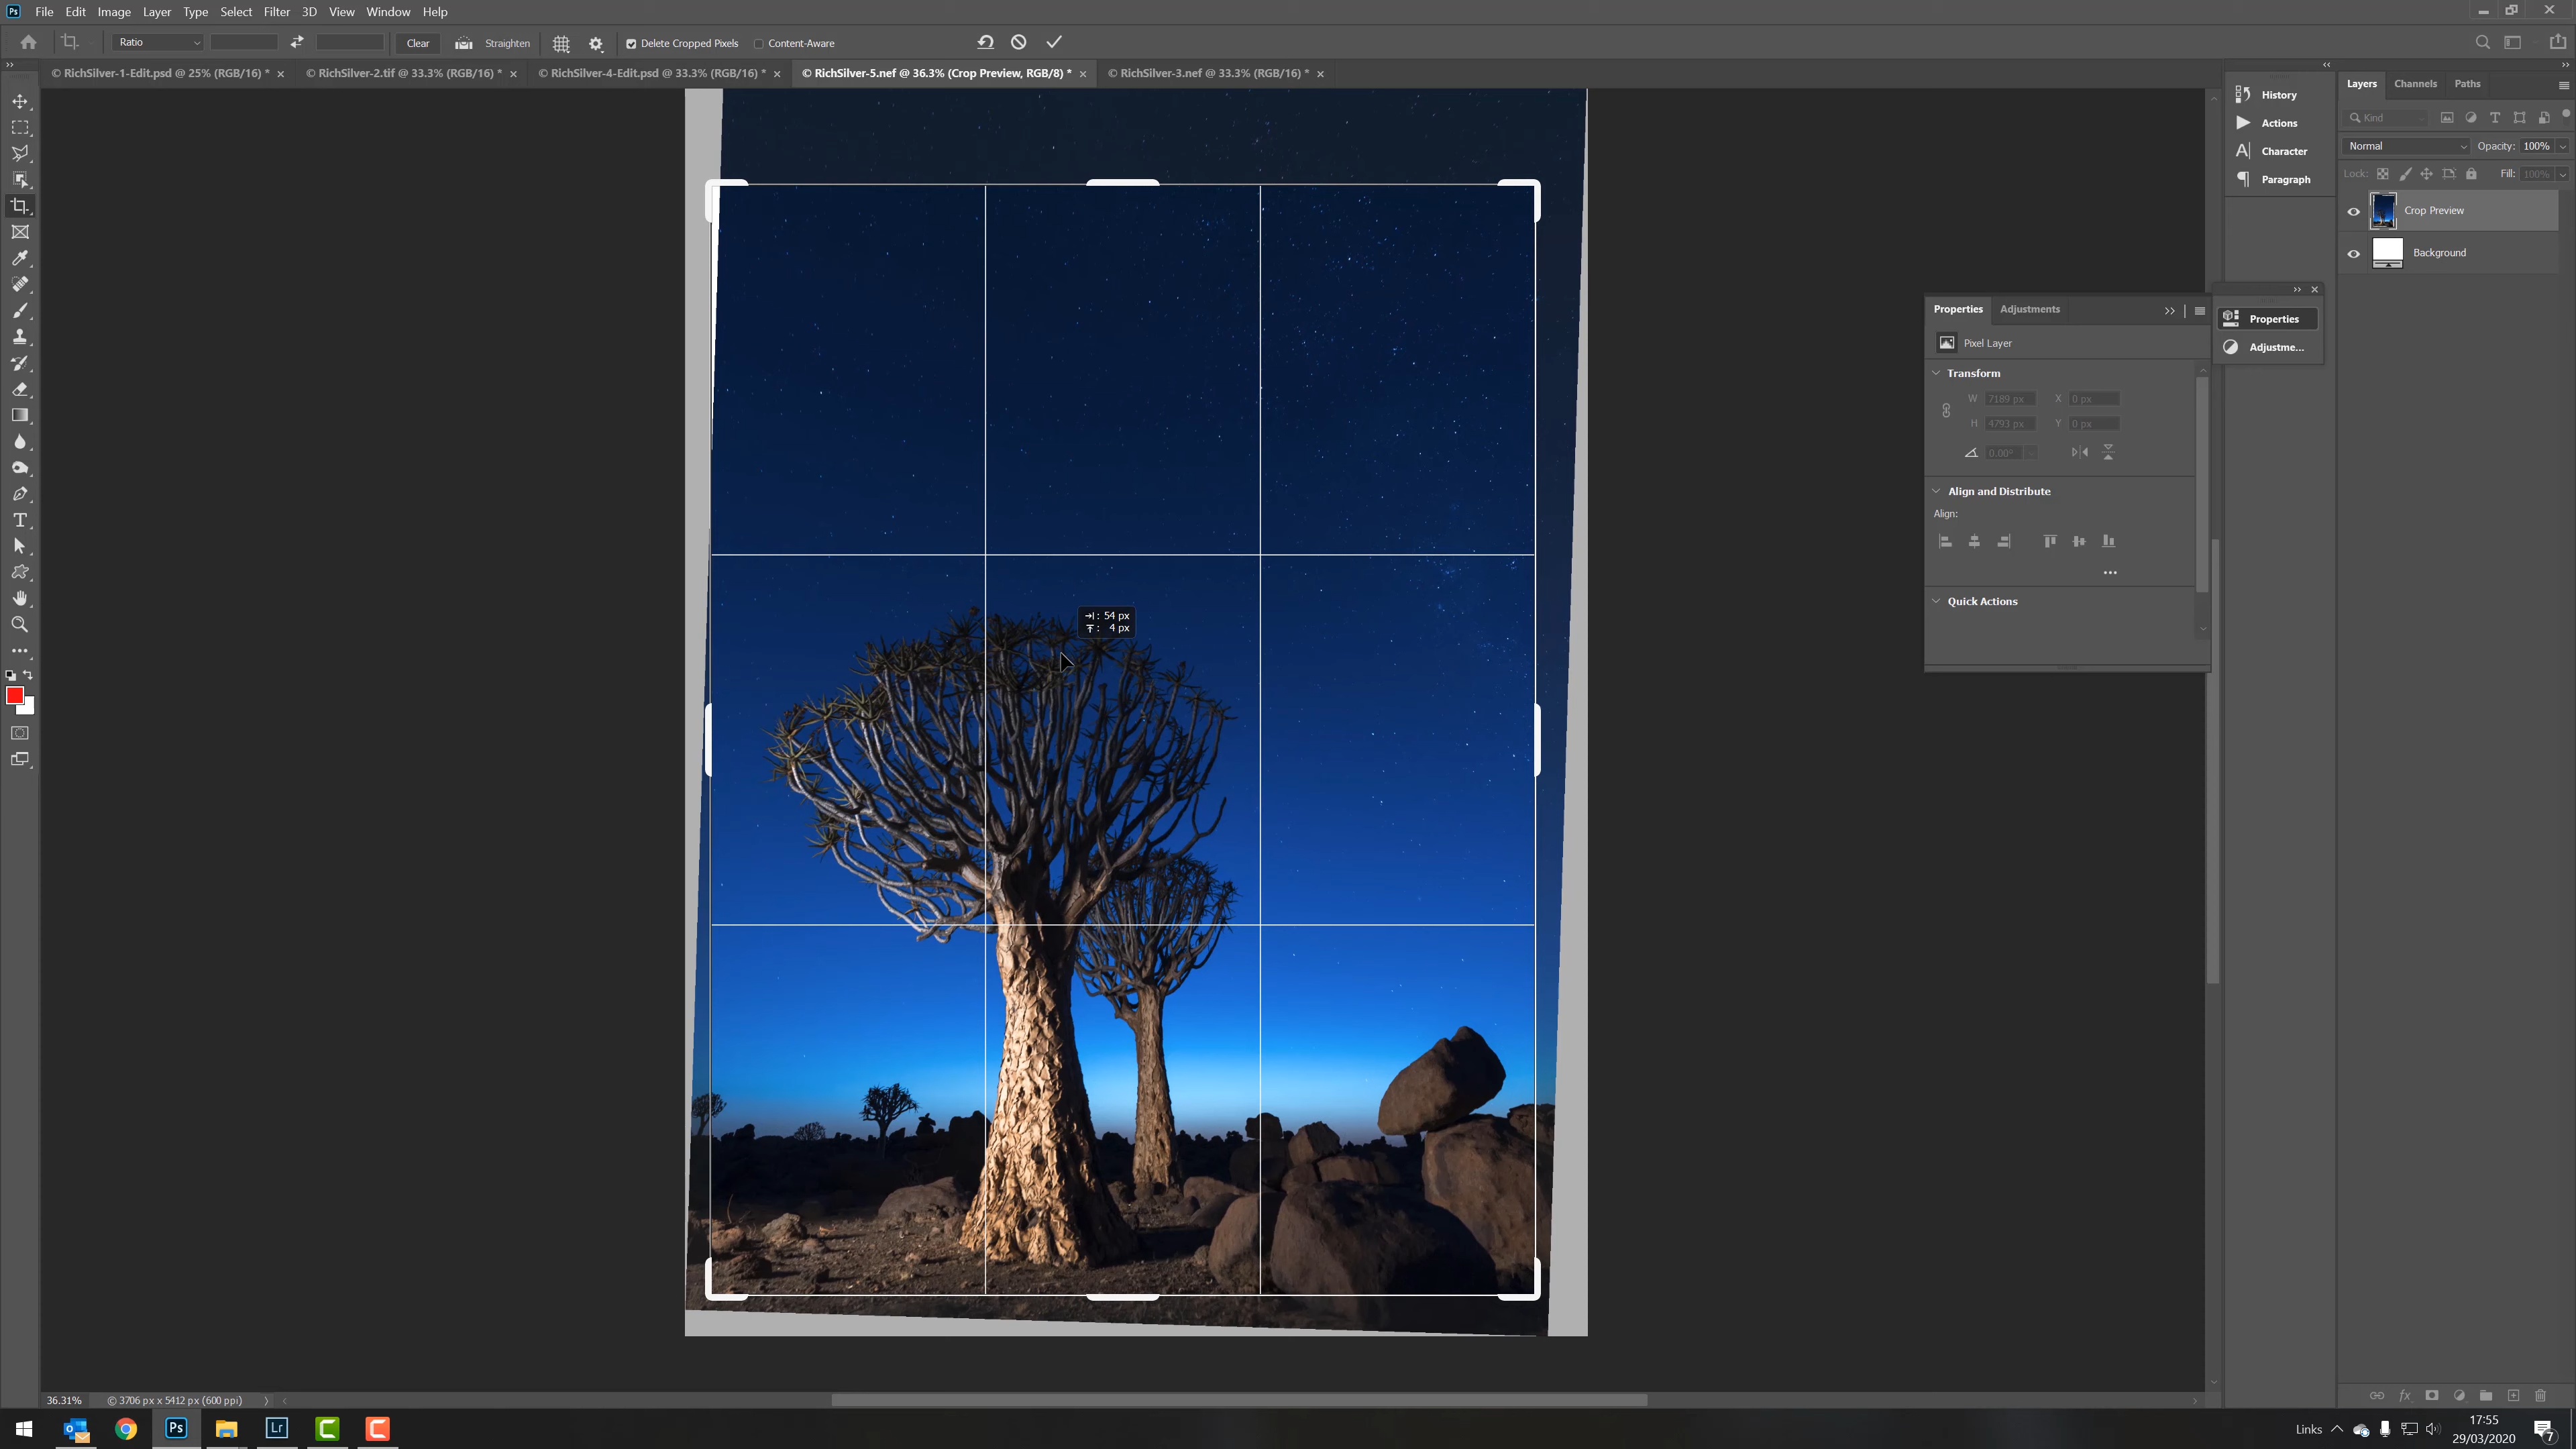 Ps File Edit Image Layer Type Select Filter 3D View Window Help
Ratio Clear Straighten Delete Cropped Pixels Content-Aware
© RichSilver-1-Edit.psd @ 25% (RGB/16) * × © RichSilver-2.tif @ 33.3% (RGB/16) * × © RichSilver-4-Edit.psd @ 33.3% (RGB/16) * × © RichSilver-5.nef @ 36.3% (Crop Preview, RGB/8) * × © RichSilver-3.nef @ 33.3% (RGB/16) * ×
History
Actions
Character
Paragraph
Layers Channels Paths
Kind
Normal Opacity: 100%
Lock: Fill: 100%
Crop Preview
Background
Properties Adjustments
Pixel Layer
Transform
W 7189 px X 0 px
H 4793 px Y 0 px
0.00°
Align and Distribute
Align:
Quick Actions
Properties
Adjustme...
: 54 px
: 4 px
36.31% © 3706 px x 5412 px (600 ppi)
Ps Lr
Links 17:55
29/03/2020 7